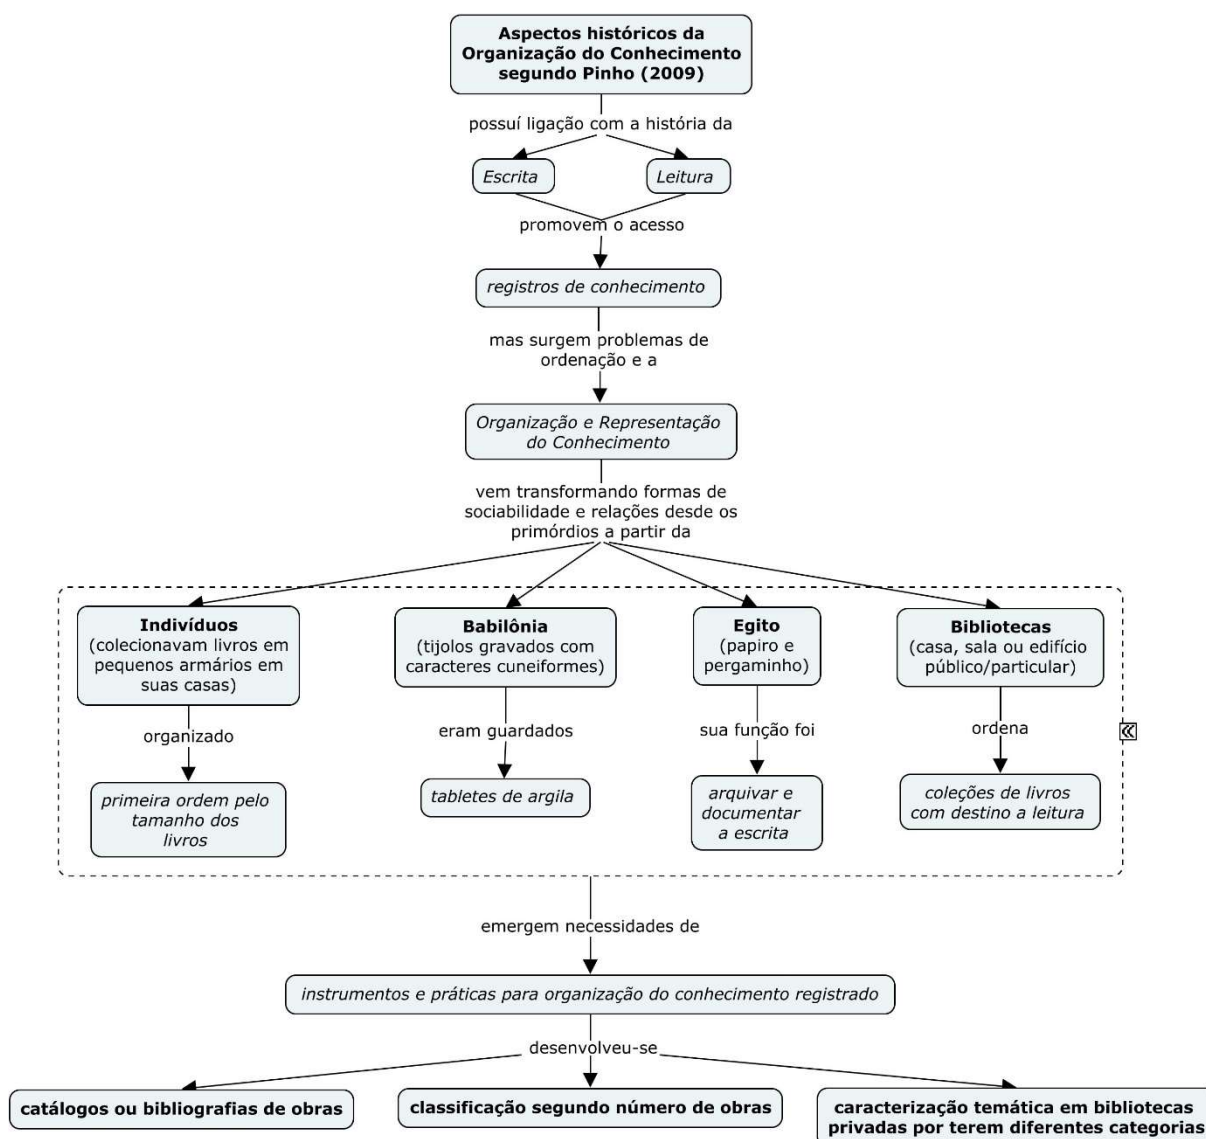 Aspectos históricos da
Organização do Conhecimento
segundo Pinho (2009)
possuí ligação com a história da
Escrita
Leitura
promovem o acesso
registros de conhecimento
mas surgem problemas de
ordenação e a
Organização e Representação
do Conhecimento
vem transformando formas de
sociabilidade e relações desde os
primórdios a partir da
Indivíduos
(colecionavam livros em
pequenos armários em
suas casas)
organizado
primeira ordem pelo
tamanho dos
livros
Babilônia
(tijolos gravados com
caracteres cuneiformes)
eram guardados
tabletes de argila
Egito
(papiro e
pergaminho)
sua função foi
arquivar e
documentar
a escrita
Bibliotecas
(casa, sala ou edifício
público/particular)
ordena
coleções de livros
com destino a leitura
emergem necessidades de
instrumentos e práticas para organização do conhecimento registrado
desenvolveu-se
catálogos ou bibliografias de obras
classificação segundo número de obras
caracterização temática em bibliotecas
privadas por terem diferentes categorias